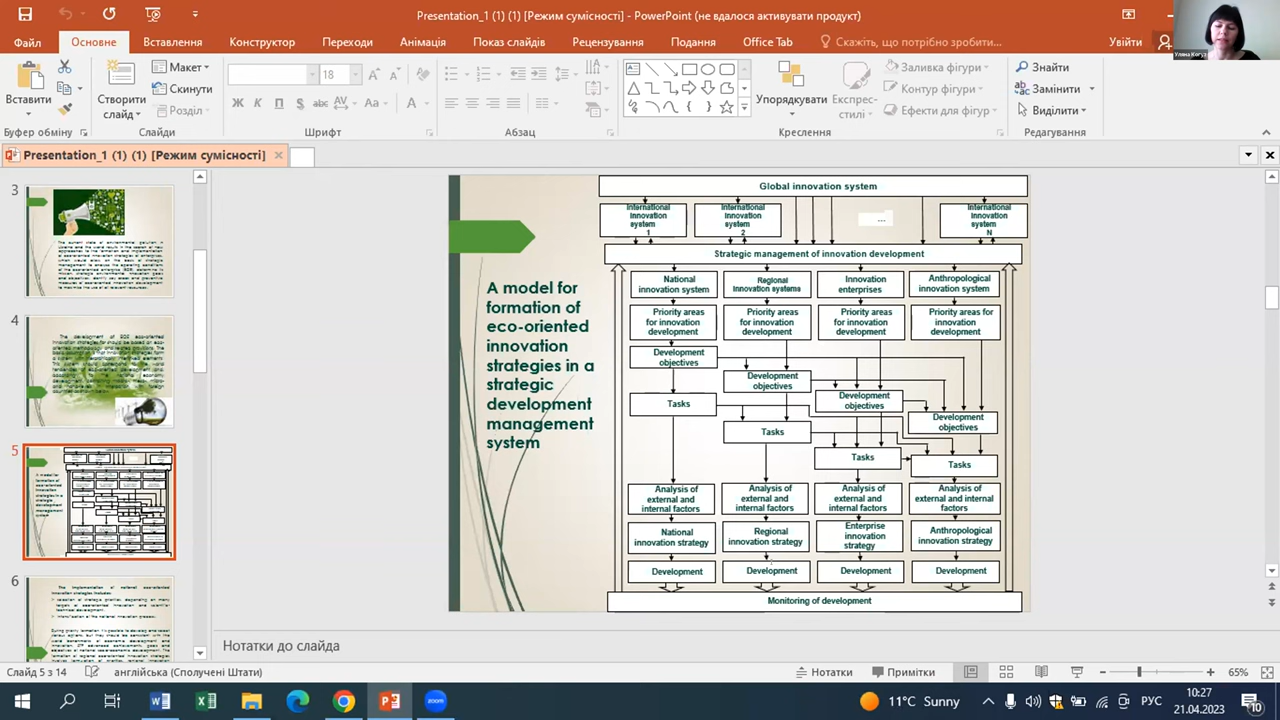 Presentation_1 (1) (1) [Режим сумісності] - PowerPoint (не вдалося активувати продукт)
Файл
Основне
Вставлення
Конструктор
Переходи
Анімація
Показ слайдів
Рецензування
Подання
Office Tab
Скажіть, що потрібно зробити...
Увійти
Вставити
Макет
Скинути
Розділ
Створити
слайд
18
Ж К П S abc AV Aa A
Упорядкувати
Експрес-
стилі
Заливка фігури
Контур фігури
Ефекти для фігур
Знайти
Замінити
Виділити
Буфер обміну
Слайди
Шрифт
Абзац
Креслення
Редагування
Presentation_1 (1) (1) [Режим сумісності]
3
4
5
6
A model for
formation of
eco-oriented
innovation
strategies in a
strategic
development
management
system
Global innovation system
International
innovation
system
1
International
innovation
system
2
...
International
innovation
system
N
Strategic management of innovation development
National
innovation system
Regional
innovation systems
Innovation
enterprises
Anthropological
innovation system
Priority areas
for innovation
development
Priority areas
for innovation
development
Priority areas
for innovation
development
Priority areas for
innovation
development
Development
objectives
Development
objectives
Development
objectives
Development
objectives
Tasks
Tasks
Tasks
Tasks
Analysis of
external and
internal factors
Analysis of
external and
internal factors
Analysis of
external and
internal factors
Analysis of
external and internal
factors
National
innovation strategy
Regional
innovation strategy
Enterprise
innovation
strategy
Anthropological
innovation strategy
Development
Development
Development
Development
Monitoring of development
Нотатки до слайда
Слайд 5 з 14
англійська (Сполучені Штати)
Нотатки
Примітки
65%
11°C Sunny
РУС
10:27
21.04.2023
10
zoom